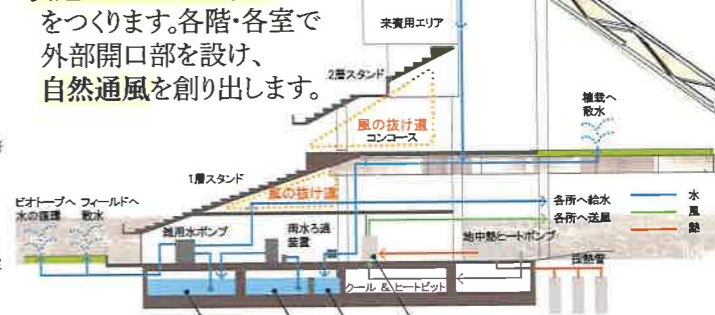 をつくります。各階・各室で
外部開口部を設け、
自然通風を創り出します。
来賓用エリア
2層スタンド
植栽へ
散水
風の抜け道
コンコース
1層スタンド
風の抜け道
ビオトープへ フィールドへ
水の循環 散水
各所へ給水
水
各所へ送風
風
熱
雑用水ポンプ
雨水ろ過
装置
地中熱ヒートポンプ
採熱管
クール & ヒートピット